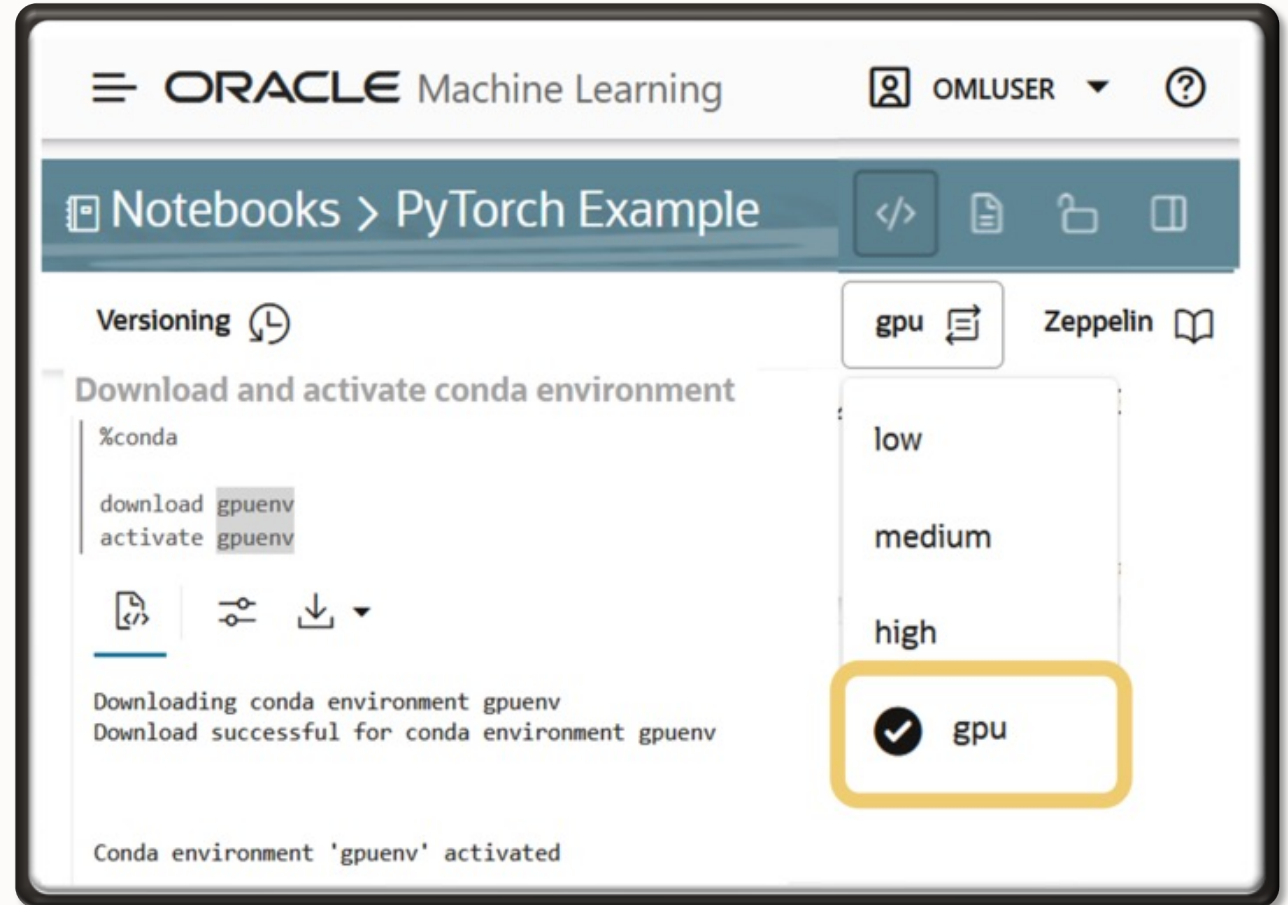 ORACLE Machine Learning
OMLUSER
Notebooks > PyTorch Example
</>
Versioning
gpu
Zeppelin
Download and activate conda environment
%conda
download gpuenv
activate gpuenv
Downloading conda environment gpuenv
Download successful for conda environment gpuenv
Conda environment 'gpuenv' activated
low
medium
high
gpu